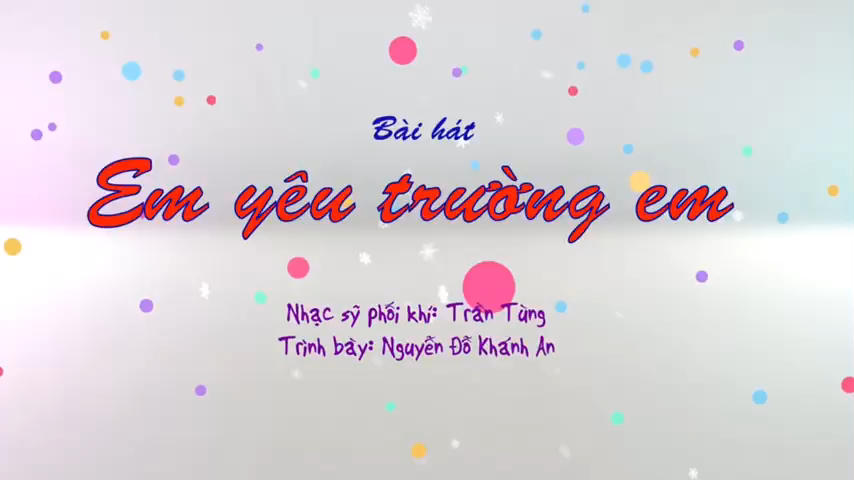 Bài hát
Em yêu trường em
Nhạc sỹ phối khí: Trần Tùng
Trình bày: Nguyễn Đỗ Khánh An